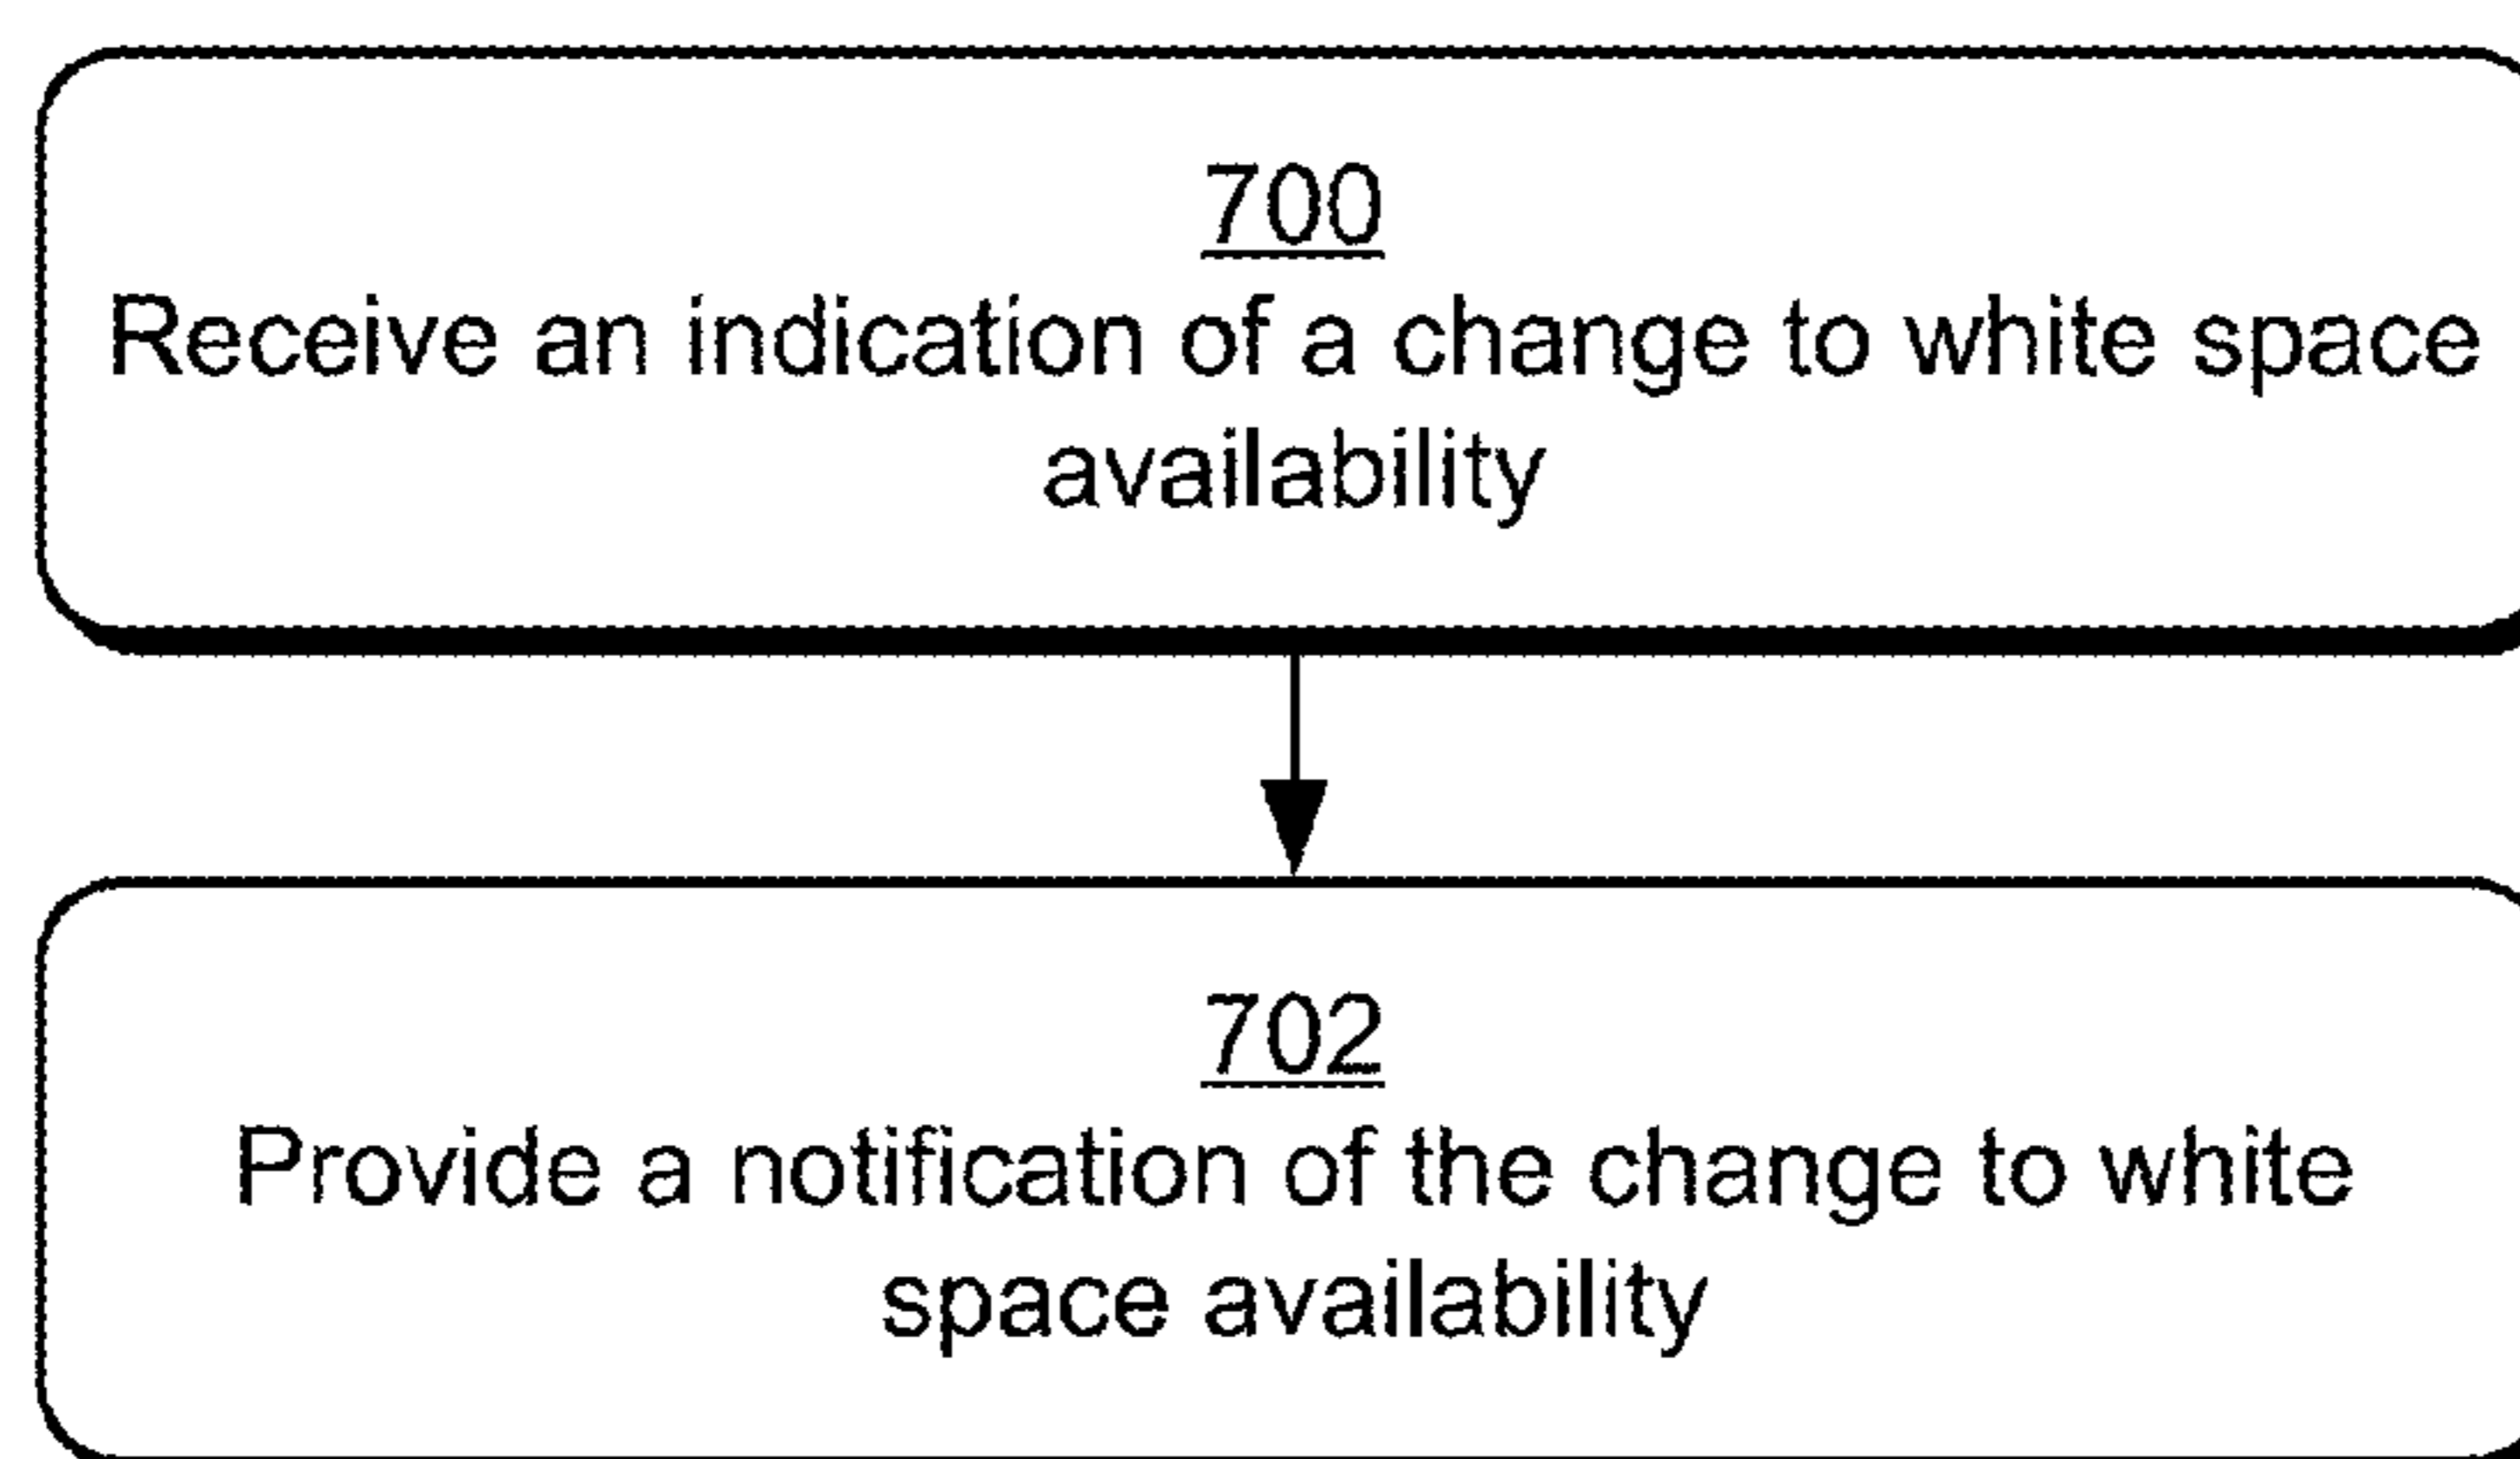 700
Receive an indication of a change to white space
availability
702
Provide a notification of the change to white
space availability